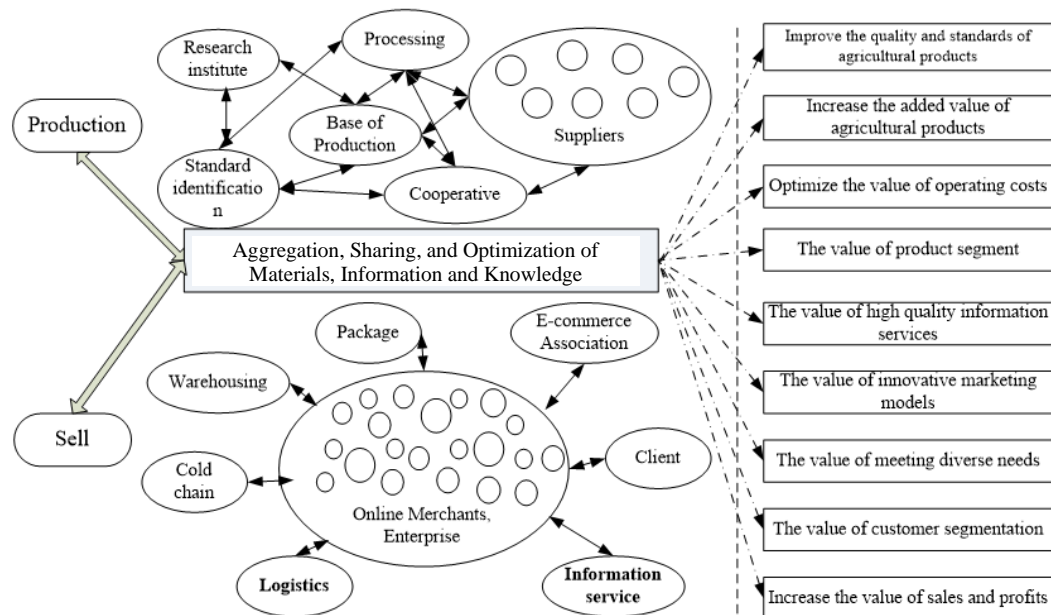 Production
Sell
Research
institute
Processing
Base of
Production
Suppliers
Standard
identificatio
n
Cooperative
Aggregation, Sharing, and Optimization of
Materials, Information and Knowledge
Package
E-commerce
Association
Warehousing
Cold
chain
Client
Online Merchants,
Enterprise
Logistics
Information
service
Improve the quality and standards of
agricultural products
Increase the added value of
agricultural products
Optimize the value of operating costs
The value of product segment
The value of high quality information
services
The value of innovative marketing
models
The value of meeting diverse needs
The value of customer segmentation
Increase the value of sales and profits